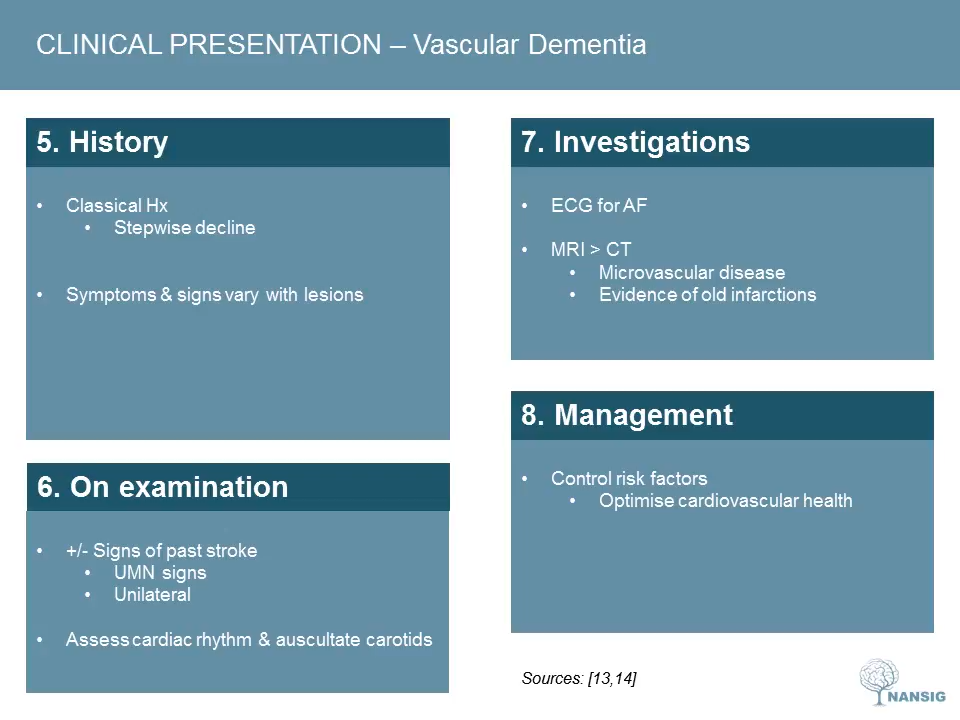 CLINICAL PRESENTATION – Vascular Dementia
5. History
• Classical Hx
• Stepwise decline
• Symptoms & signs vary with lesions
6. On examination
• +/- Signs of past stroke
• UMN signs
• Unilateral
• Assess cardiac rhythm & auscultate carotids
7. Investigations
• ECG for AF
• MRI > CT
• Microvascular disease
• Evidence of old infarctions
8. Management
• Control risk factors
• Optimise cardiovascular health
Sources: [13,14]
NANSIG